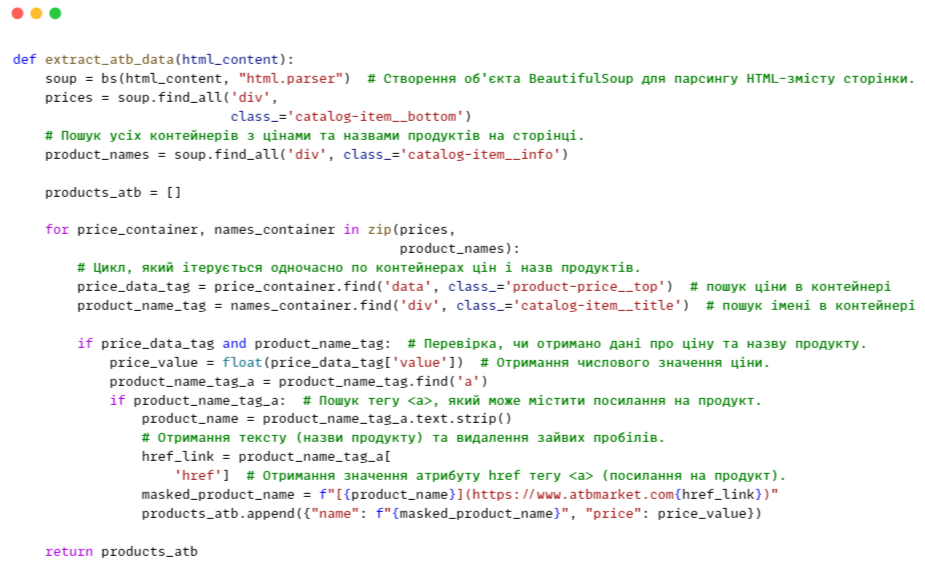 def extract_atb_data(html_content):
    soup = bs(html_content, "html.parser")  # Створення об'єкта BeautifulSoup для парсингу HTML-змісту сторінки.
    prices = soup.find_all('div',
                           class_='catalog-item__bottom')
    # Пошук усіх контейнерів з цінами та назвами продуктів на сторінці.
    product_names = soup.find_all('div', class_='catalog-item__info')

    products_atb = []

    for price_container, names_container in zip(prices,
                                                product_names):
        # Цикл, який ітерується одночасно по контейнерах цін і назв продуктів.
        price_data_tag = price_container.find('data', class_='product-price__top')  # пошук ціни в контейнері
        product_name_tag = names_container.find('div', class_='catalog-item__title')  # пошук імені в контейнері

        if price_data_tag and product_name_tag:  # Перевірка, чи отримано дані про ціну та назву продукту.
            price_value = float(price_data_tag['value'])  # Отримання числового значення ціни.
            product_name_tag_a = product_name_tag.find('a')
            if product_name_tag_a:  # Пошук тегу <a>, який може містити посилання на продукт.
                product_name = product_name_tag_a.text.strip()
                # Отримання тексту (назви продукту) та видалення зайвих пробілів.
                href_link = product_name_tag_a[
                    'href']  # Отримання значення атрибуту href тегу <a> (посилання на продукт).
                masked_product_name = f"[{product_name}](https://www.atbmarket.com{href_link})"
                products_atb.append({"name": f"{masked_product_name}", "price": price_value})

    return products_atb